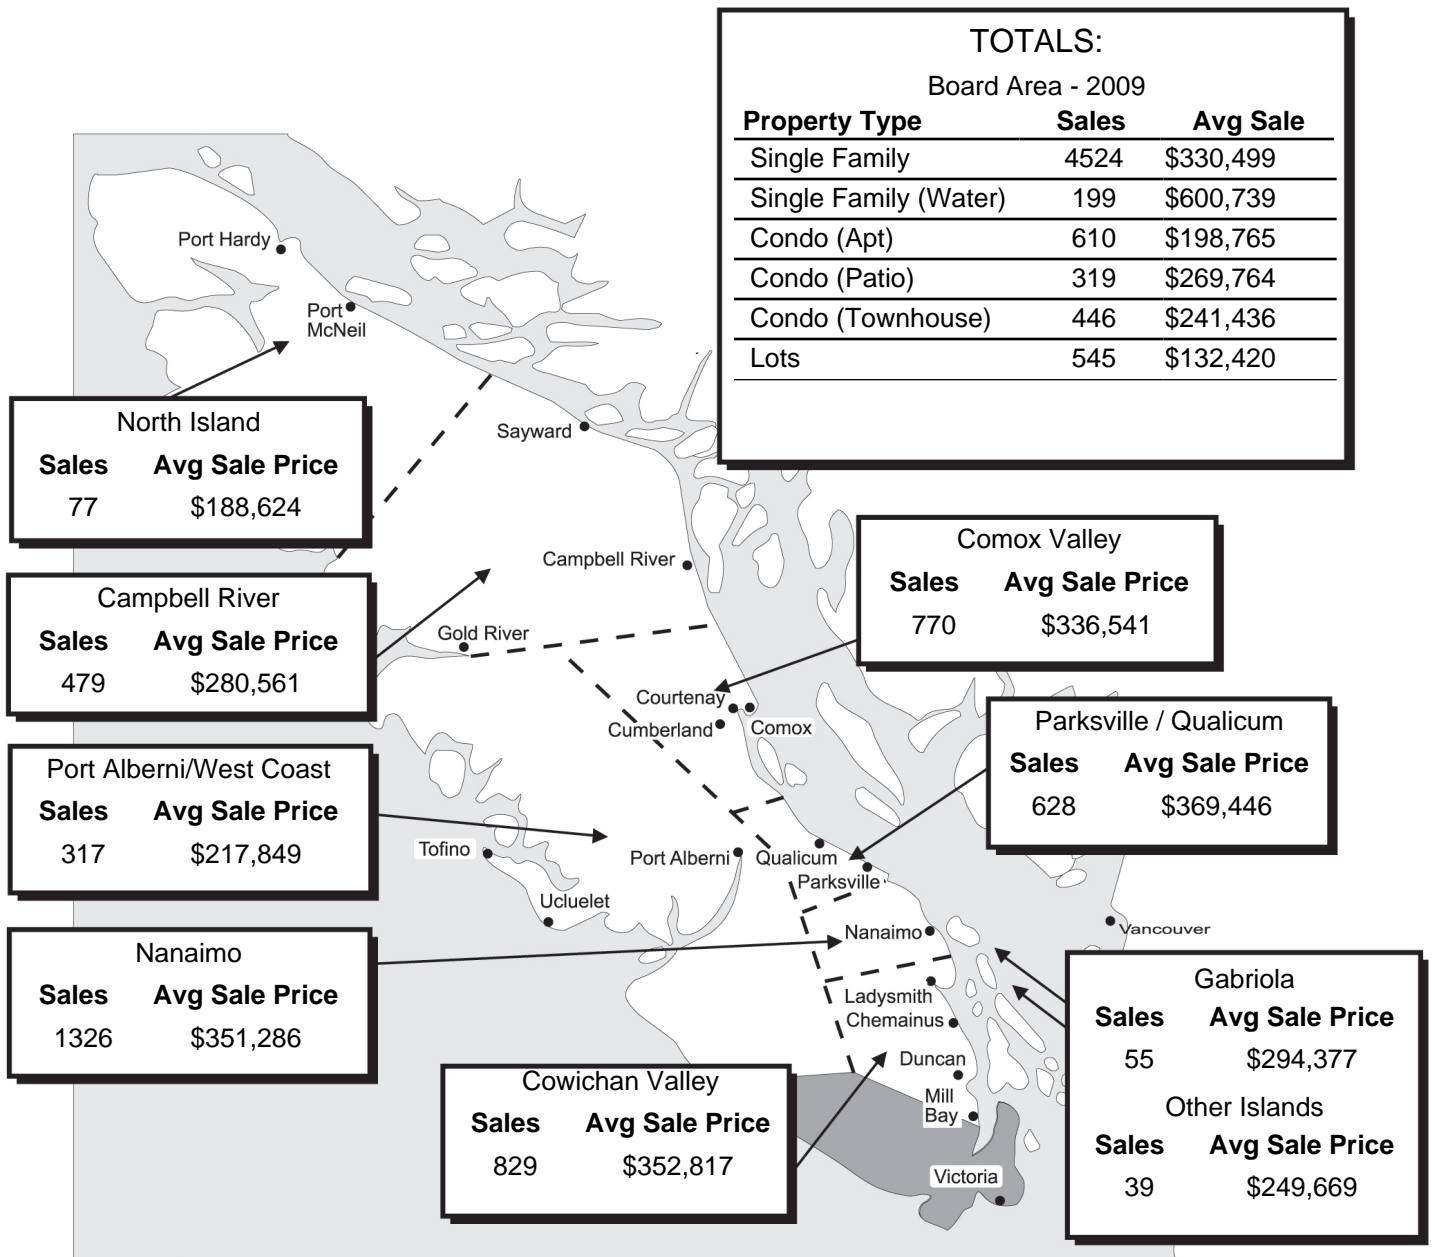 TOTALS:
Board Area - 2009
Property Type Sales Avg Sale
Single Family 4524 $330,499
Single Family (Water) 199 $600,739
Condo (Apt) 610 $198,765
Condo (Patio) 319 $269,764
Condo (Townhouse) 446 $241,436
Lots 545 $132,420
Port Hardy
Port
McNeil
North Island
Sales Avg Sale Price
77 $188,624
Sayward
Campbell River
Campbell River
Sales Avg Sale Price
479 $280,561
Gold River
Comox Valley
Sales Avg Sale Price
770 $336,541
Courtenay
Cumberland
Comox
Parksville / Qualicum
Sales Avg Sale Price
628 $369,446
Port Alberni/West Coast
Sales Avg Sale Price
317 $217,849
Tofino
Ucluelet
Port Alberni
Qualicum
Parksville
Nanaimo
Vancouver
Nanaimo
Sales Avg Sale Price
1326 $351,286
Ladysmith
Chemainus
Duncan
Mill
Bay
Victoria
Cowichan Valley
Sales Avg Sale Price
829 $352,817
Gabriola
Sales Avg Sale Price
55 $294,377
Other Islands
Sales Avg Sale Price
39 $249,669